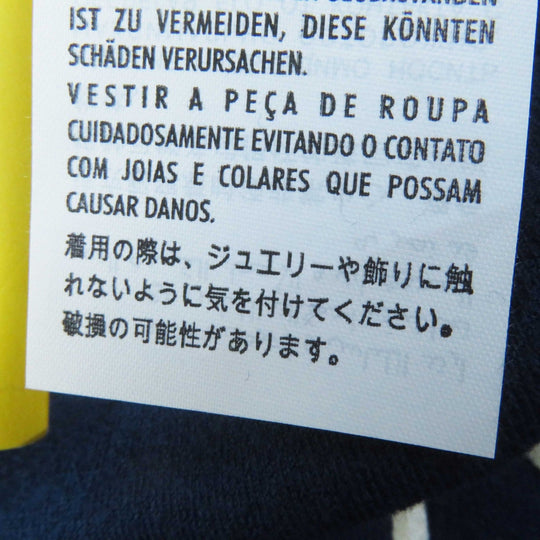 IST ZU VERMEIDEN, DIESE KÖNNTEN
SCHÄDEN VERURSACHEN.
VESTIR A PEÇA DE ROUPA
CUIDADOSAMENTE EVITANDO O CONTATO
COM JOIAS E COLARES QUE POSSAM
CAUSAR DANOS.
着用の際は、ジュエリーや飾りに触
れないように気を付けてください。
破損の可能性があります。